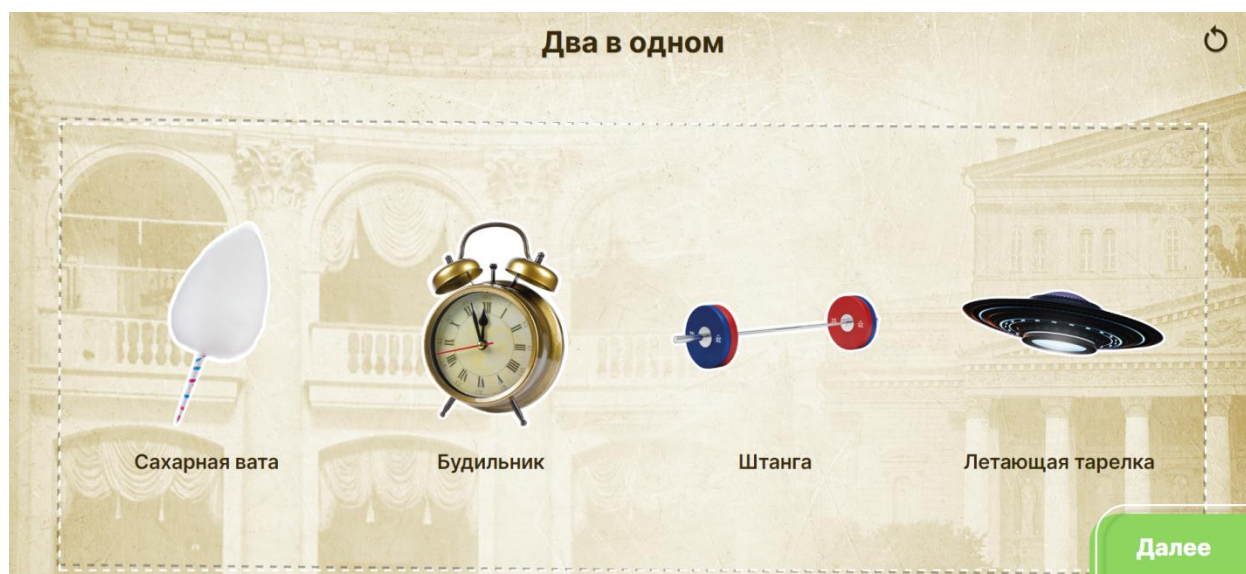 Два в одном
Сахарная вата
Будильник
Штанга
Летающая тарелка
Далее